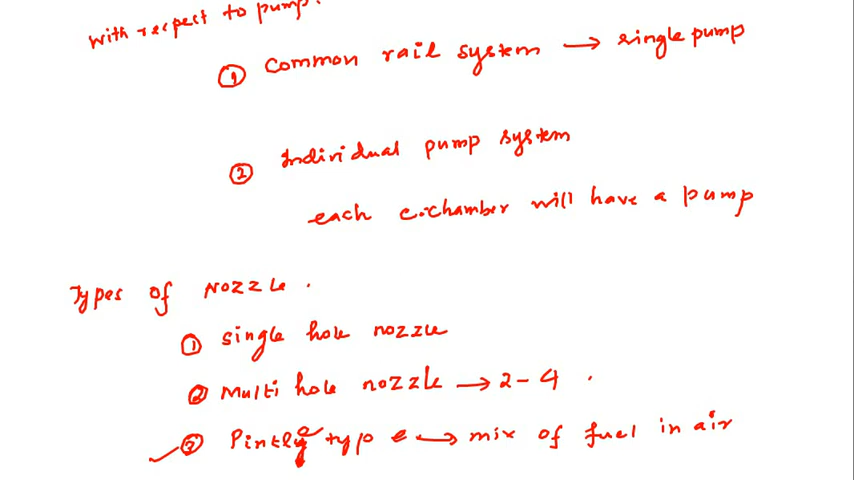 with respect to pump.
① Common rail system → single pump
② Individual pump system
each c.chamber will have a pump
Types of Nozzle .
① single hole nozzle
② Multi hole nozzle → 2-4 .
③ type → mix of fuel in air